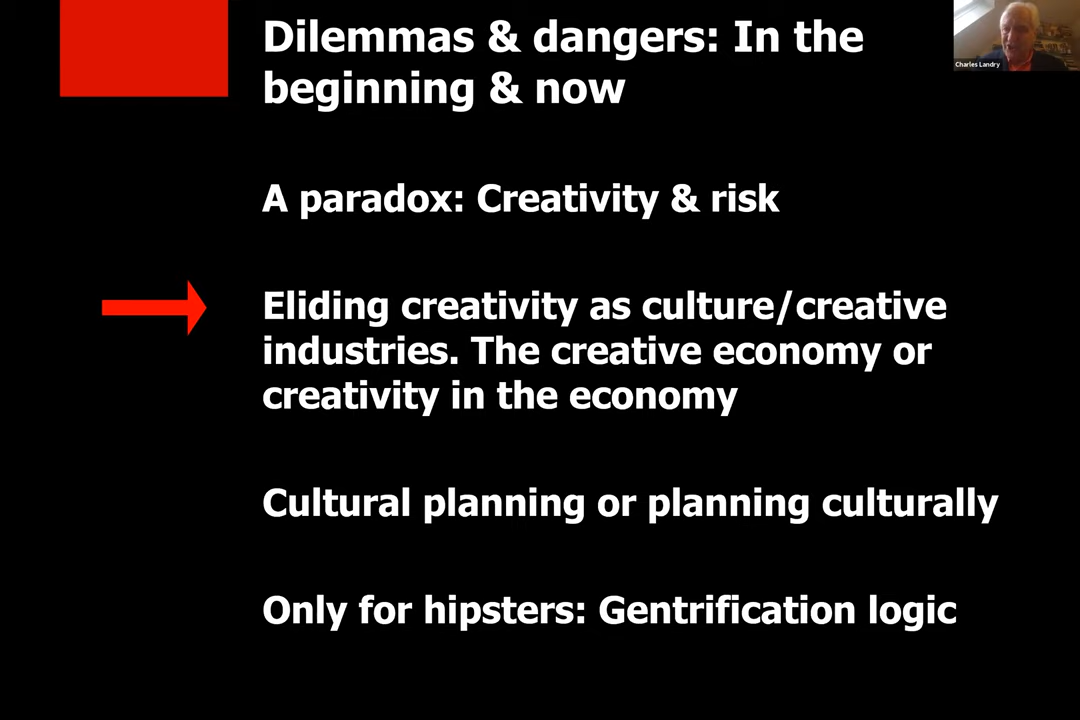 Dilemmas & dangers: In the
beginning & now
Charles Landry
A paradox: Creativity & risk
Eliding creativity as culture/creative
industries. The creative economy or
creativity in the economy
Cultural planning or planning culturally
Only for hipsters: Gentrification logic